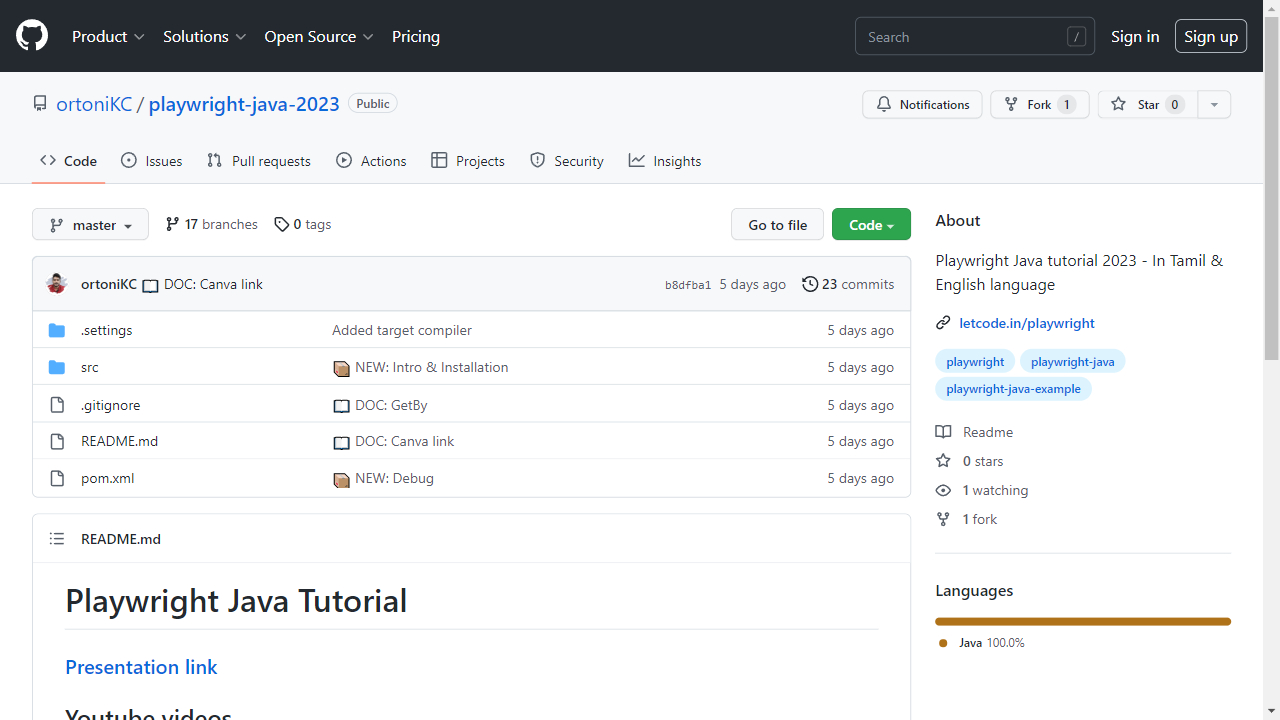 Product Solutions Open Source Pricing Search / Sign in Sign up
ortoniKC / playwright-java-2023 Public Notifications Fork 1 Star 0
Code Issues Pull requests Actions Projects Security Insights
master 17 branches 0 tags Go to file Code
ortoniKC DOC: Canva link b8dfba1 5 days ago 23 commits
.settings Added target compiler 5 days ago
src NEW: Intro & Installation 5 days ago
.gitignore DOC: GetBy 5 days ago
README.md DOC: Canva link 5 days ago
pom.xml NEW: Debug 5 days ago
README.md
Playwright Java Tutorial
Presentation link
Youtube videos
About
Playwright Java tutorial 2023 - In Tamil &
English language
letcode.in/playwright
playwright playwright-java
playwright-java-example
Readme
0 stars
1 watching
1 fork
Languages
Java 100.0%